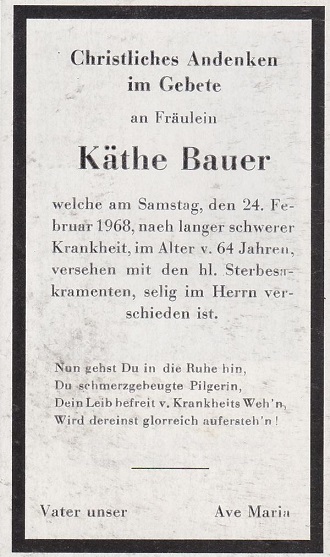 Christliches Andenken
im Gebete
an Fräulein
Käthe Bauer
welche am Samstag, den 24. Fe-
bruar 1968, nach langer schwerer
Krankheit, im Alter v. 64 Jahren,
versehen mit den hl. Sterbesa-
kramenten, selig im Herrn ver-
schieden ist.
Nun gehst Du in die Ruhe hin,
Du schmerzgebeugte Pilgerin,
Dein Leib befreit v. Krankheits Weh'n,
Wird dereinst glorreich aufersteh'n!
Vater unser Ave Maria